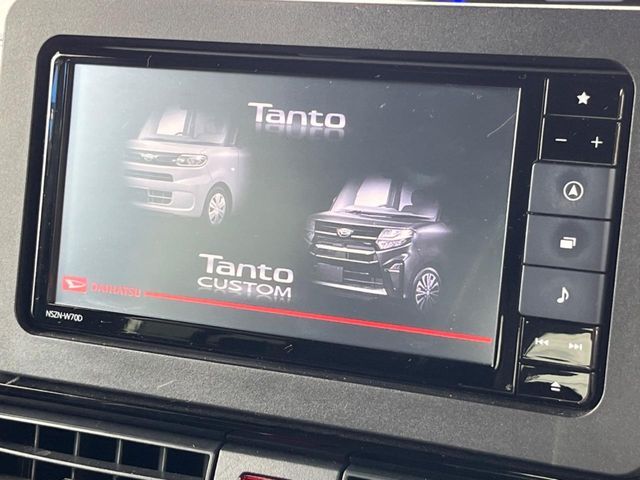 Tanto
Tanto
CUSTOM
DAIHATSU
NSZN-W70D